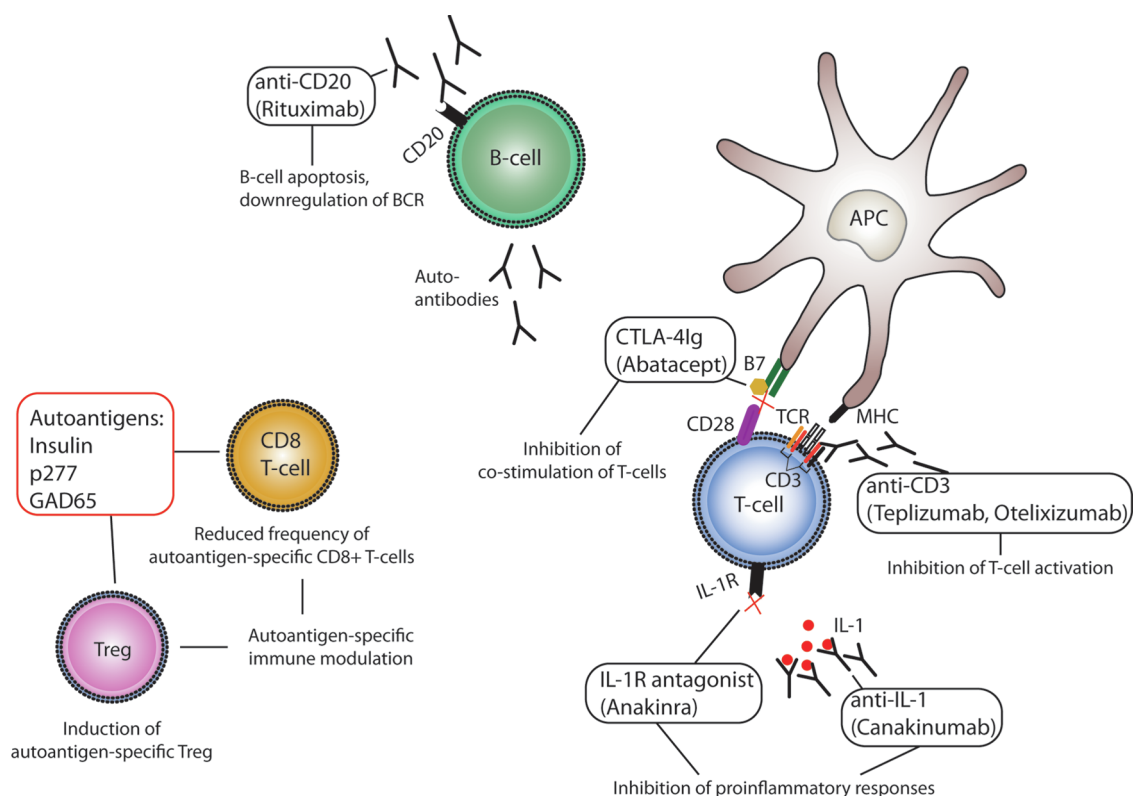 anti-CD20
(Rituximab)
CD20
B-cell
B-cell apoptosis,
downregulation of BCR
Auto-
antibodies
APC
CTLA-4Ig
(Abatacept)
B7
CD28
TCR
MHC
CD3
T-cell
Inhibition of
co-stimulation of T-cells
anti-CD3
(Teplizumab, Otelixizumab)
Inhibition of T-cell activation
Autoantigens:
Insulin
p277
GAD65
CD8
T-cell
Reduced frequency of
autoantigen-specific CD8+ T-cells
Treg
Autoantigen-specific
immune modulation
Induction of
autoantigen-specific Treg
IL-1R
IL-1
IL-1R antagonist
(Anakinra)
anti-IL-1
(Canakinumab)
Inhibition of proinflammatory responses